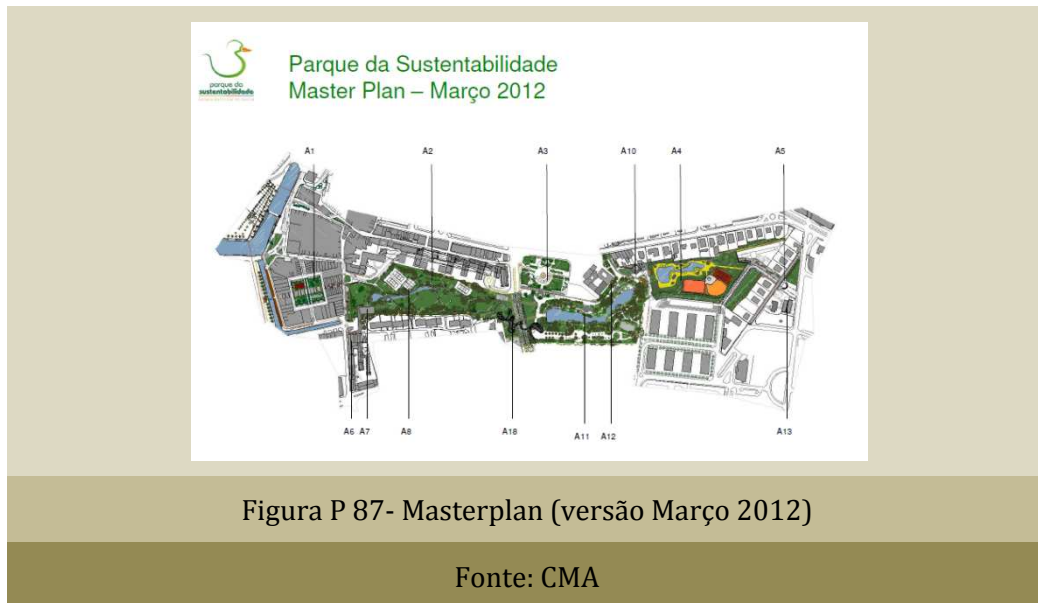 parque da
sustentabilidade
Parque da Sustentabilidade
Master Plan – Março 2012
A1
A2
A3
A10
A4
A5
A6
A7
A8
A18
A11
A12
A13
Figura P 87- Masterplan (versão Março 2012)
Fonte: CMA